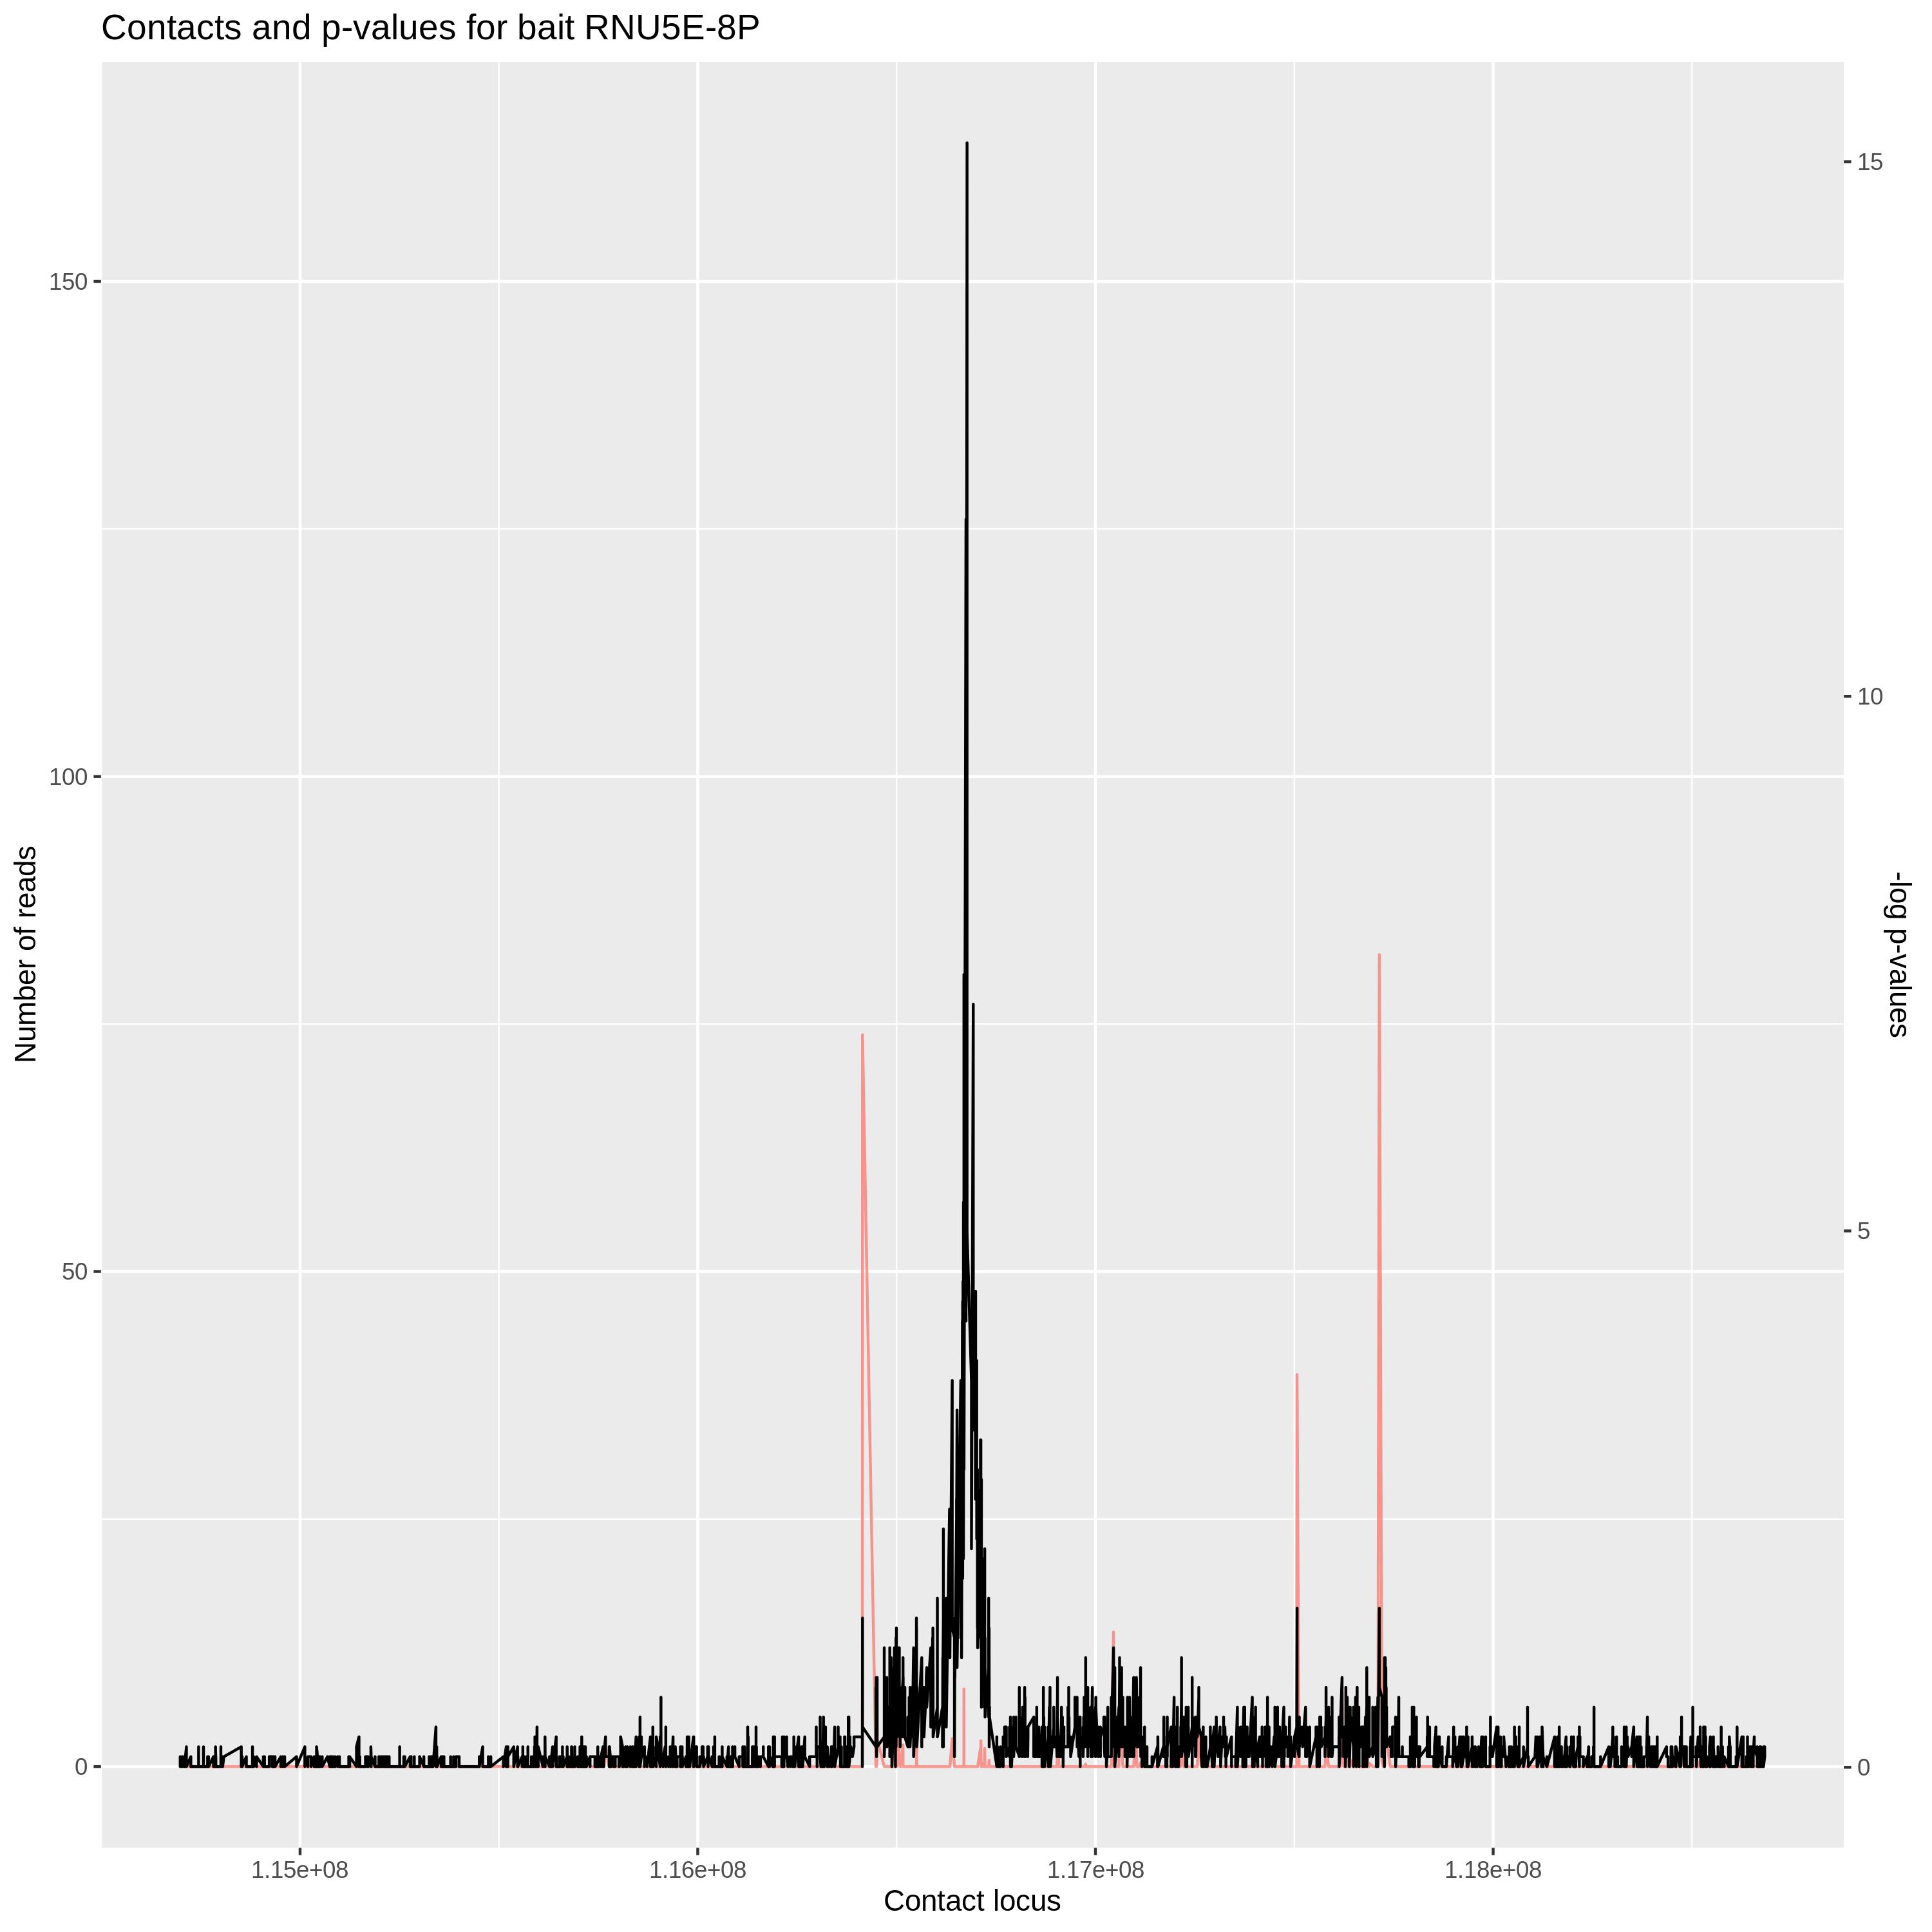 Contacts and p-values for bait RNU5E-8P
150
100
50
0
Number of reads
15
10
5
0
-log p-values
1.15e+08 1.16e+08 1.17e+08 1.18e+08
Contact locus